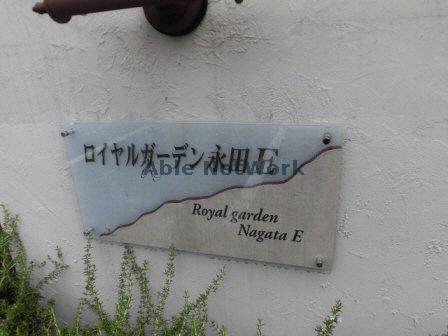 ロイヤルガーデン永田E
Able Network
Royal garden
Nagata E